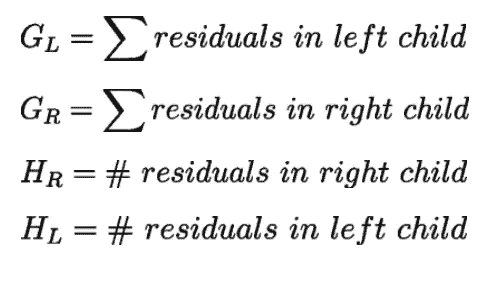 G_L = ∑ residuals in left child
G_R = ∑ residuals in right child
H_R = # residuals in right child
H_L = # residuals in left child